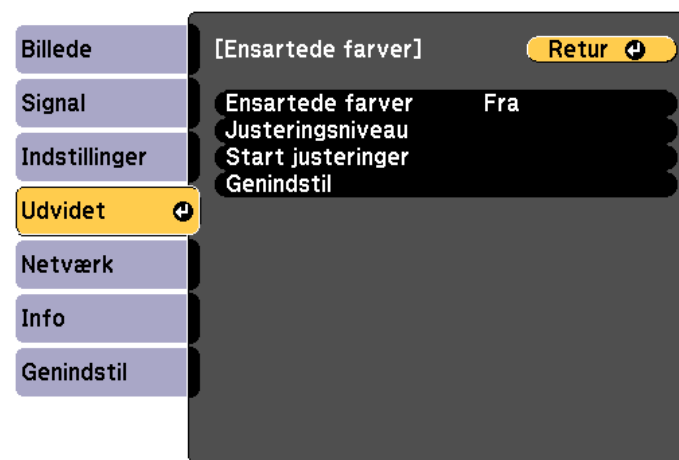 Billede
Signal
Indstillinger
Udvidet
Netværk
Info
Genindstil
[Ensartede farver] Retur
Ensartede farver Fra
Justeringsniveau
Start justeringer
Genindstil